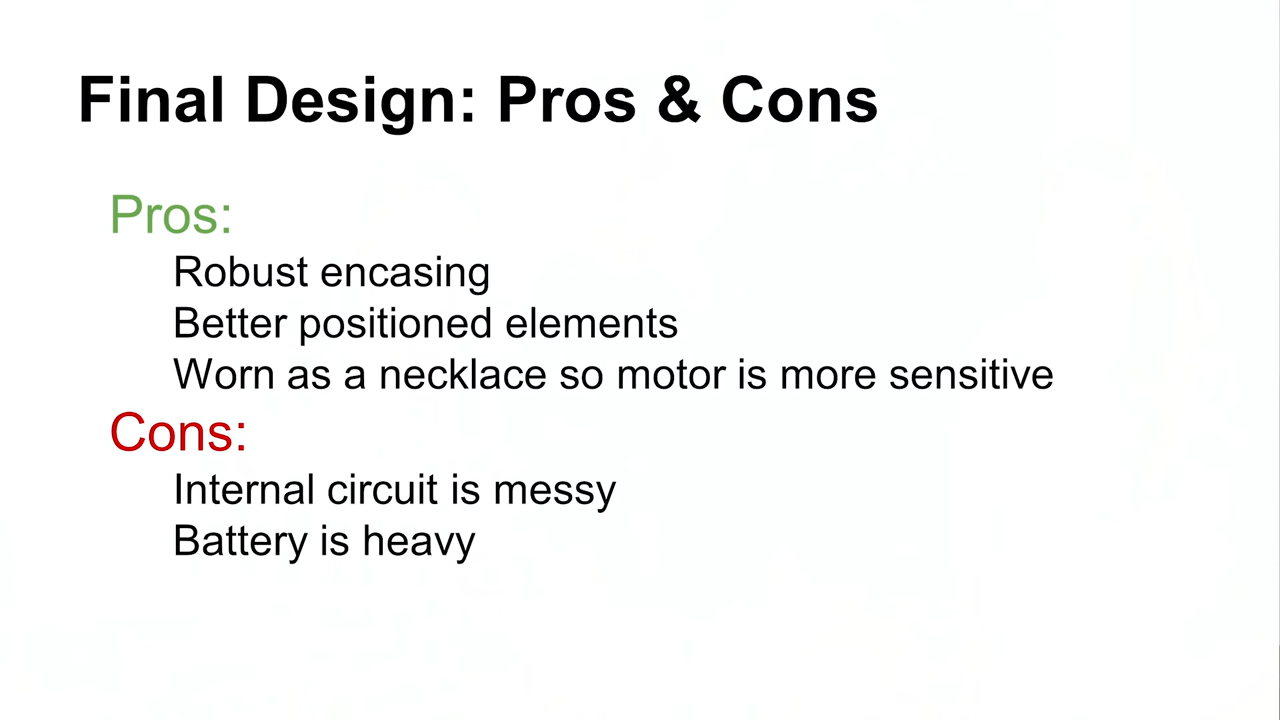 Final Design: Pros & Cons
Pros:
Robust encasing
Better positioned elements
Worn as a necklace so motor is more sensitive
Cons:
Internal circuit is messy
Battery is heavy